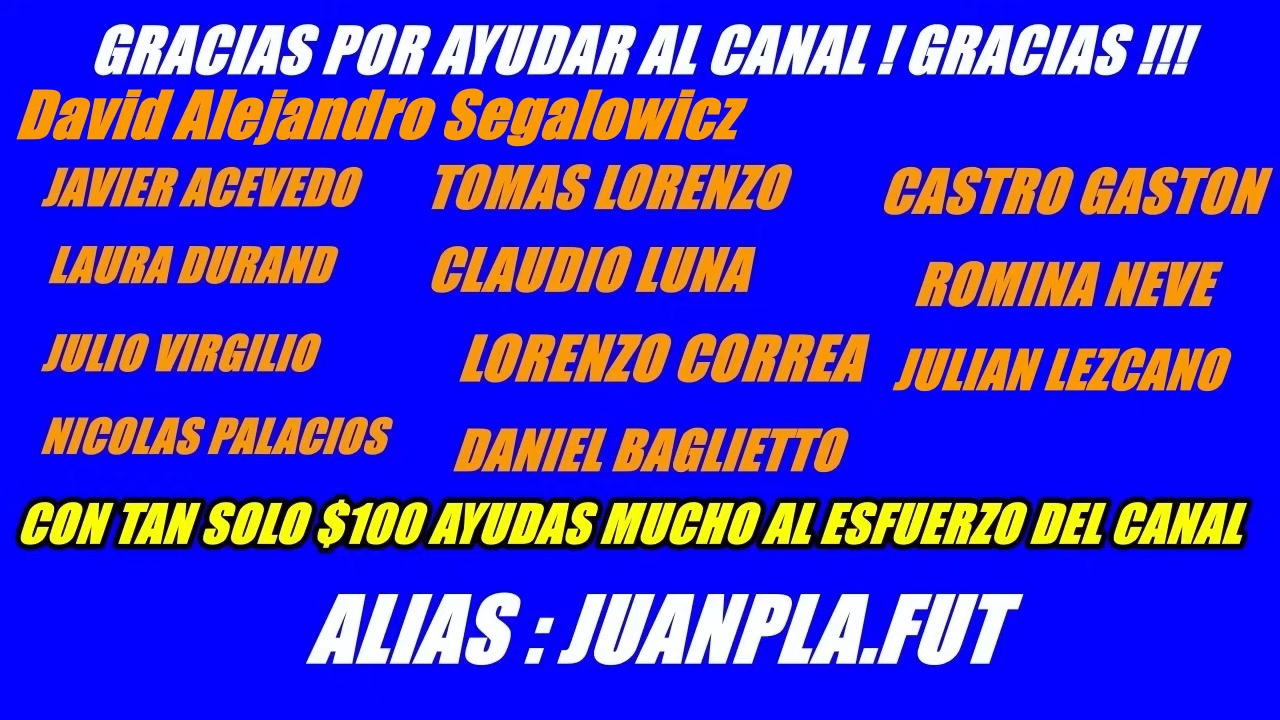 GRACIAS POR AYUDAR AL CANAL ! GRACIAS !!!
David Alejandro Segalowicz
JAVIER ACEVEDO TOMAS LORENZO CASTRO GASTON
LAURA DURAND CLAUDIO LUNA ROMINA NEVE
JULIO VIRGILIO LORENZO CORREA JULIAN LEZCANO
NICOLAS PALACIOS DANIEL BAGLIETTO
CON TAN SOLO $100 AYUDAS MUCHO AL ESFUERZO DEL CANAL
ALIAS : JUANPLA.FUT